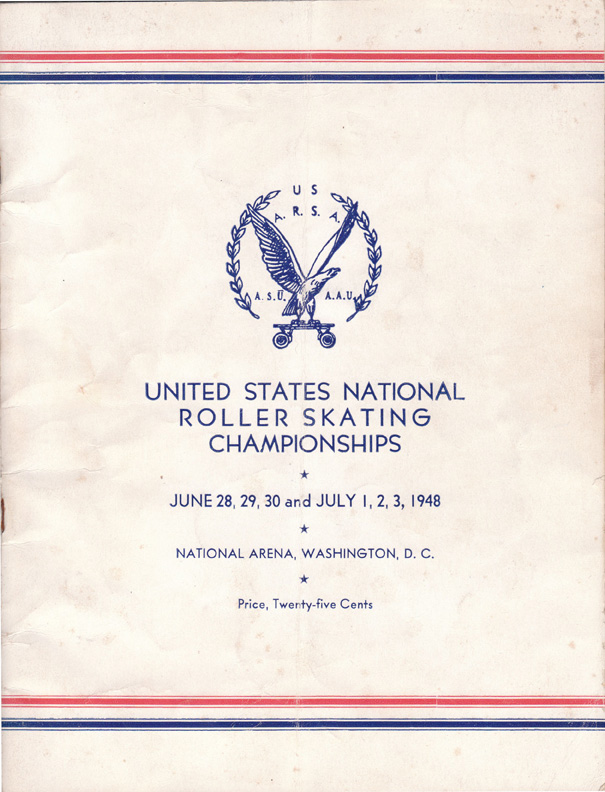 U S
A. R. S. A.
A. S. U. A. A. U.
UNITED STATES NATIONAL
ROLLER SKATING
CHAMPIONSHIPS
JUNE 28, 29, 30 and JULY 1, 2, 3, 1948
NATIONAL ARENA, WASHINGTON, D. C.
Price, Twenty-five Cents